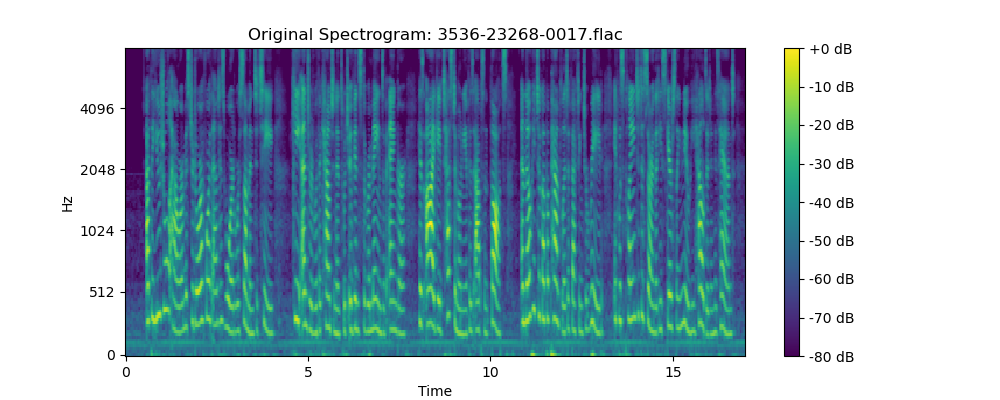 Original Spectrogram: 3536-23268-0017.flac
+0 dB
4096
-10 dB
-20 dB
2048
-30 dB
Hz
-40 dB
1024
-50 dB
512
-60 dB
-70 dB
0
-80 dB
0 5 10 15
Time